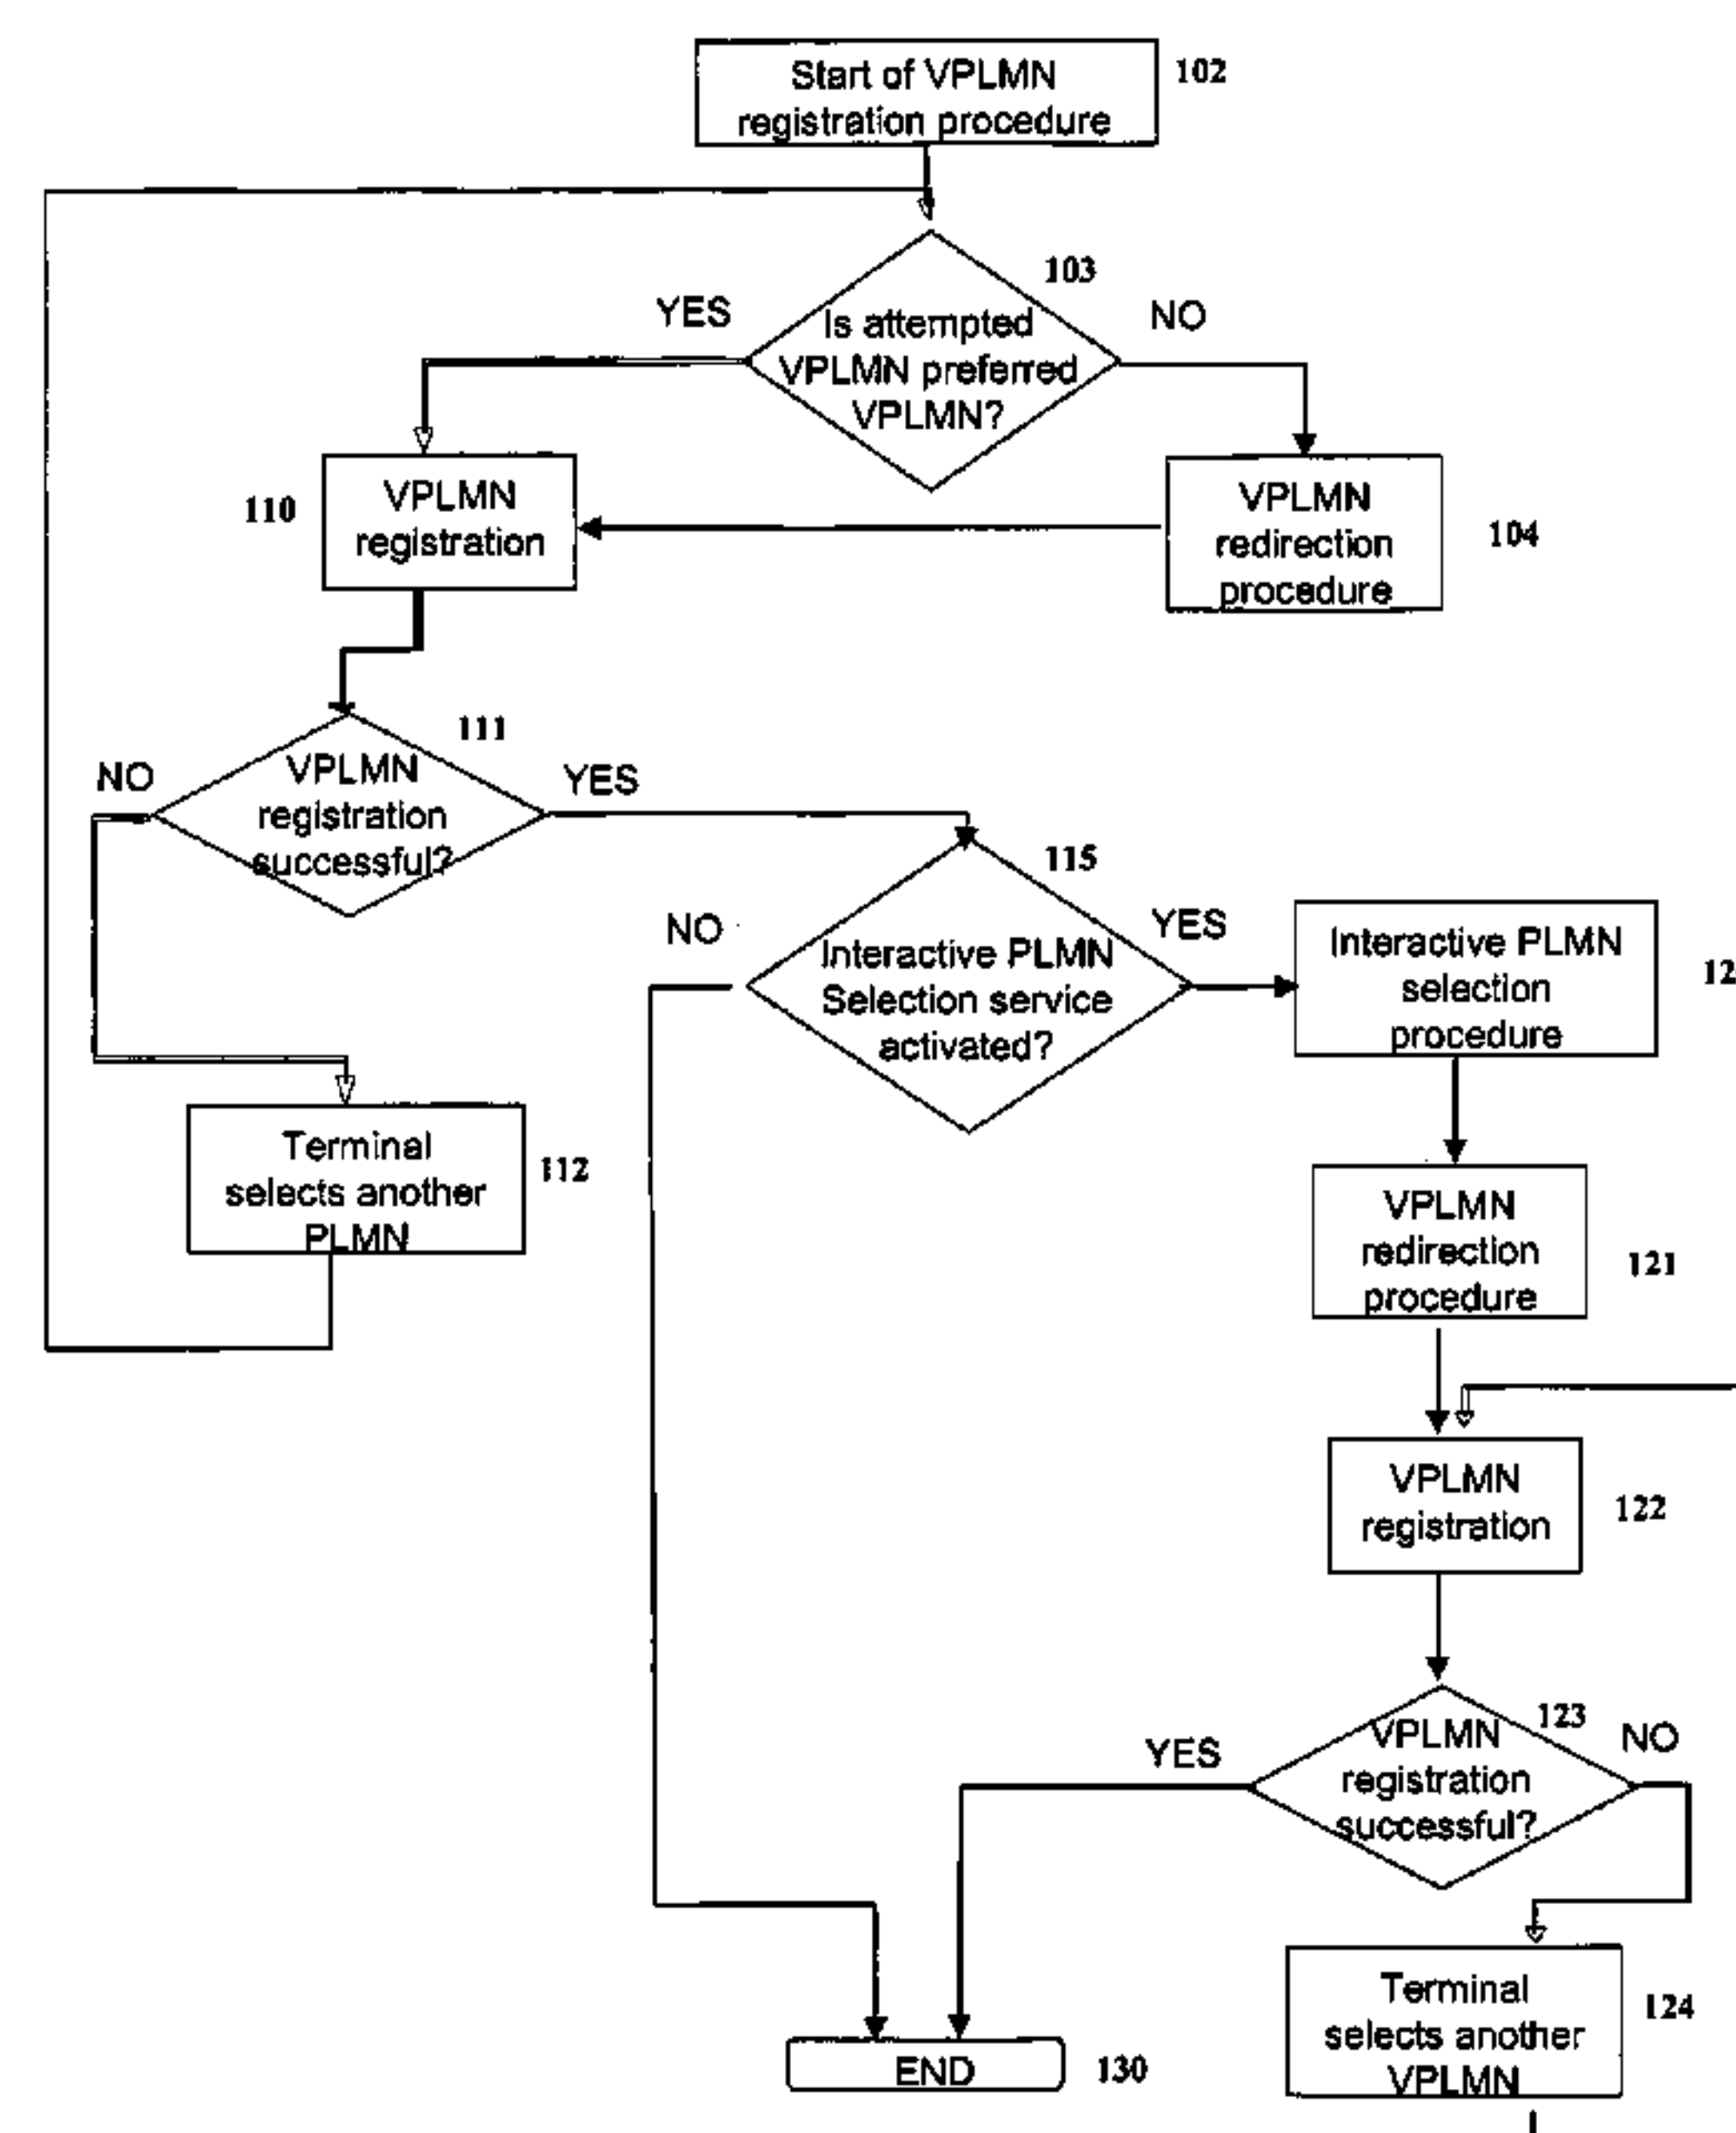 Start of VPLMN
registration procedure
102
103
YES
NO
Is attempted
VPLMN preferred
VPLMN?
110
VPLMN
registration
VPLMN
redirection
procedure
104
111
NO
YES
VPLMN
registration
successful?
115
NO
YES
Interactive PLMN
Selection service
activated?
Interactive PLMN
selection
procedure
12
Terminal
selects another
PLMN
112
VPLMN
redirection
procedure
121
VPLMN
registration
122
123
YES
NO
VPLMN
registration
successful?
Terminal
selects another
VPLMN
124
END
130